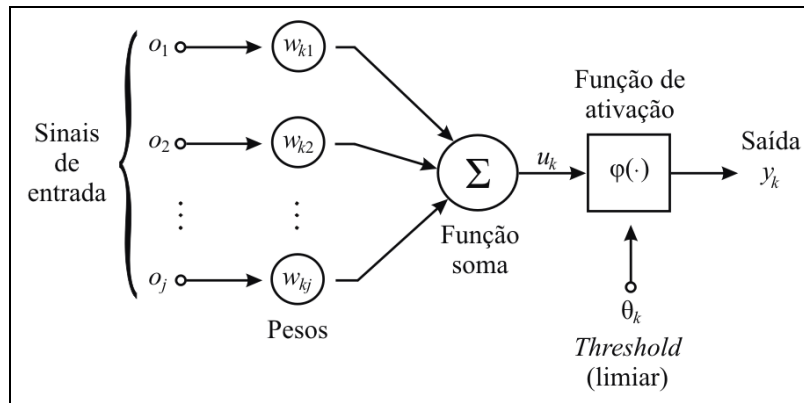 Sinais
de
entrada
o₁
o₂
⋮
oⱼ
wₖ₁
wₖ₂
⋮
wₖⱼ
Pesos
Σ
Função
soma
uₖ
Função de
ativação
φ(·)
θₖ
Threshold
(limiar)
Saída
yₖ